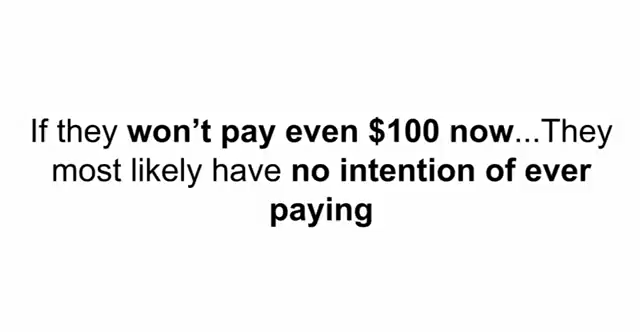 If they won’t pay even $100 now...They
most likely have no intention of ever
paying